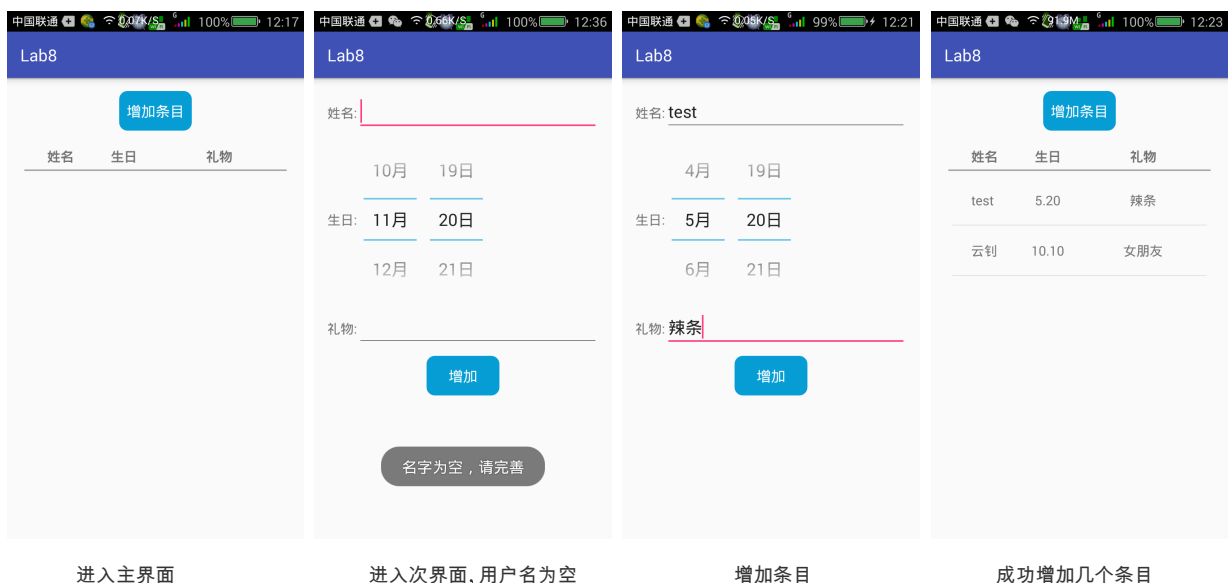 中国联通 0.07K/S 100% 12:17
Lab8
增加条目
姓名 生日 礼物
进入主界面
中国联通 0.66K/S 100% 12:36
Lab8
姓名:
10月 19日
生日: 11月 20日
12月 21日
礼物:
增加
名字为空，请完善
进入次界面,用户名为空
中国联通 0.05K/S 99% 12:21
Lab8
姓名: test
4月 19日
生日: 5月 20日
6月 21日
礼物: 辣条
增加
增加条目
中国联通 100% 12:23
Lab8
增加条目
姓名 生日 礼物
test 5.20 辣条
云钊 10.10 女朋友
成功增加几个条目